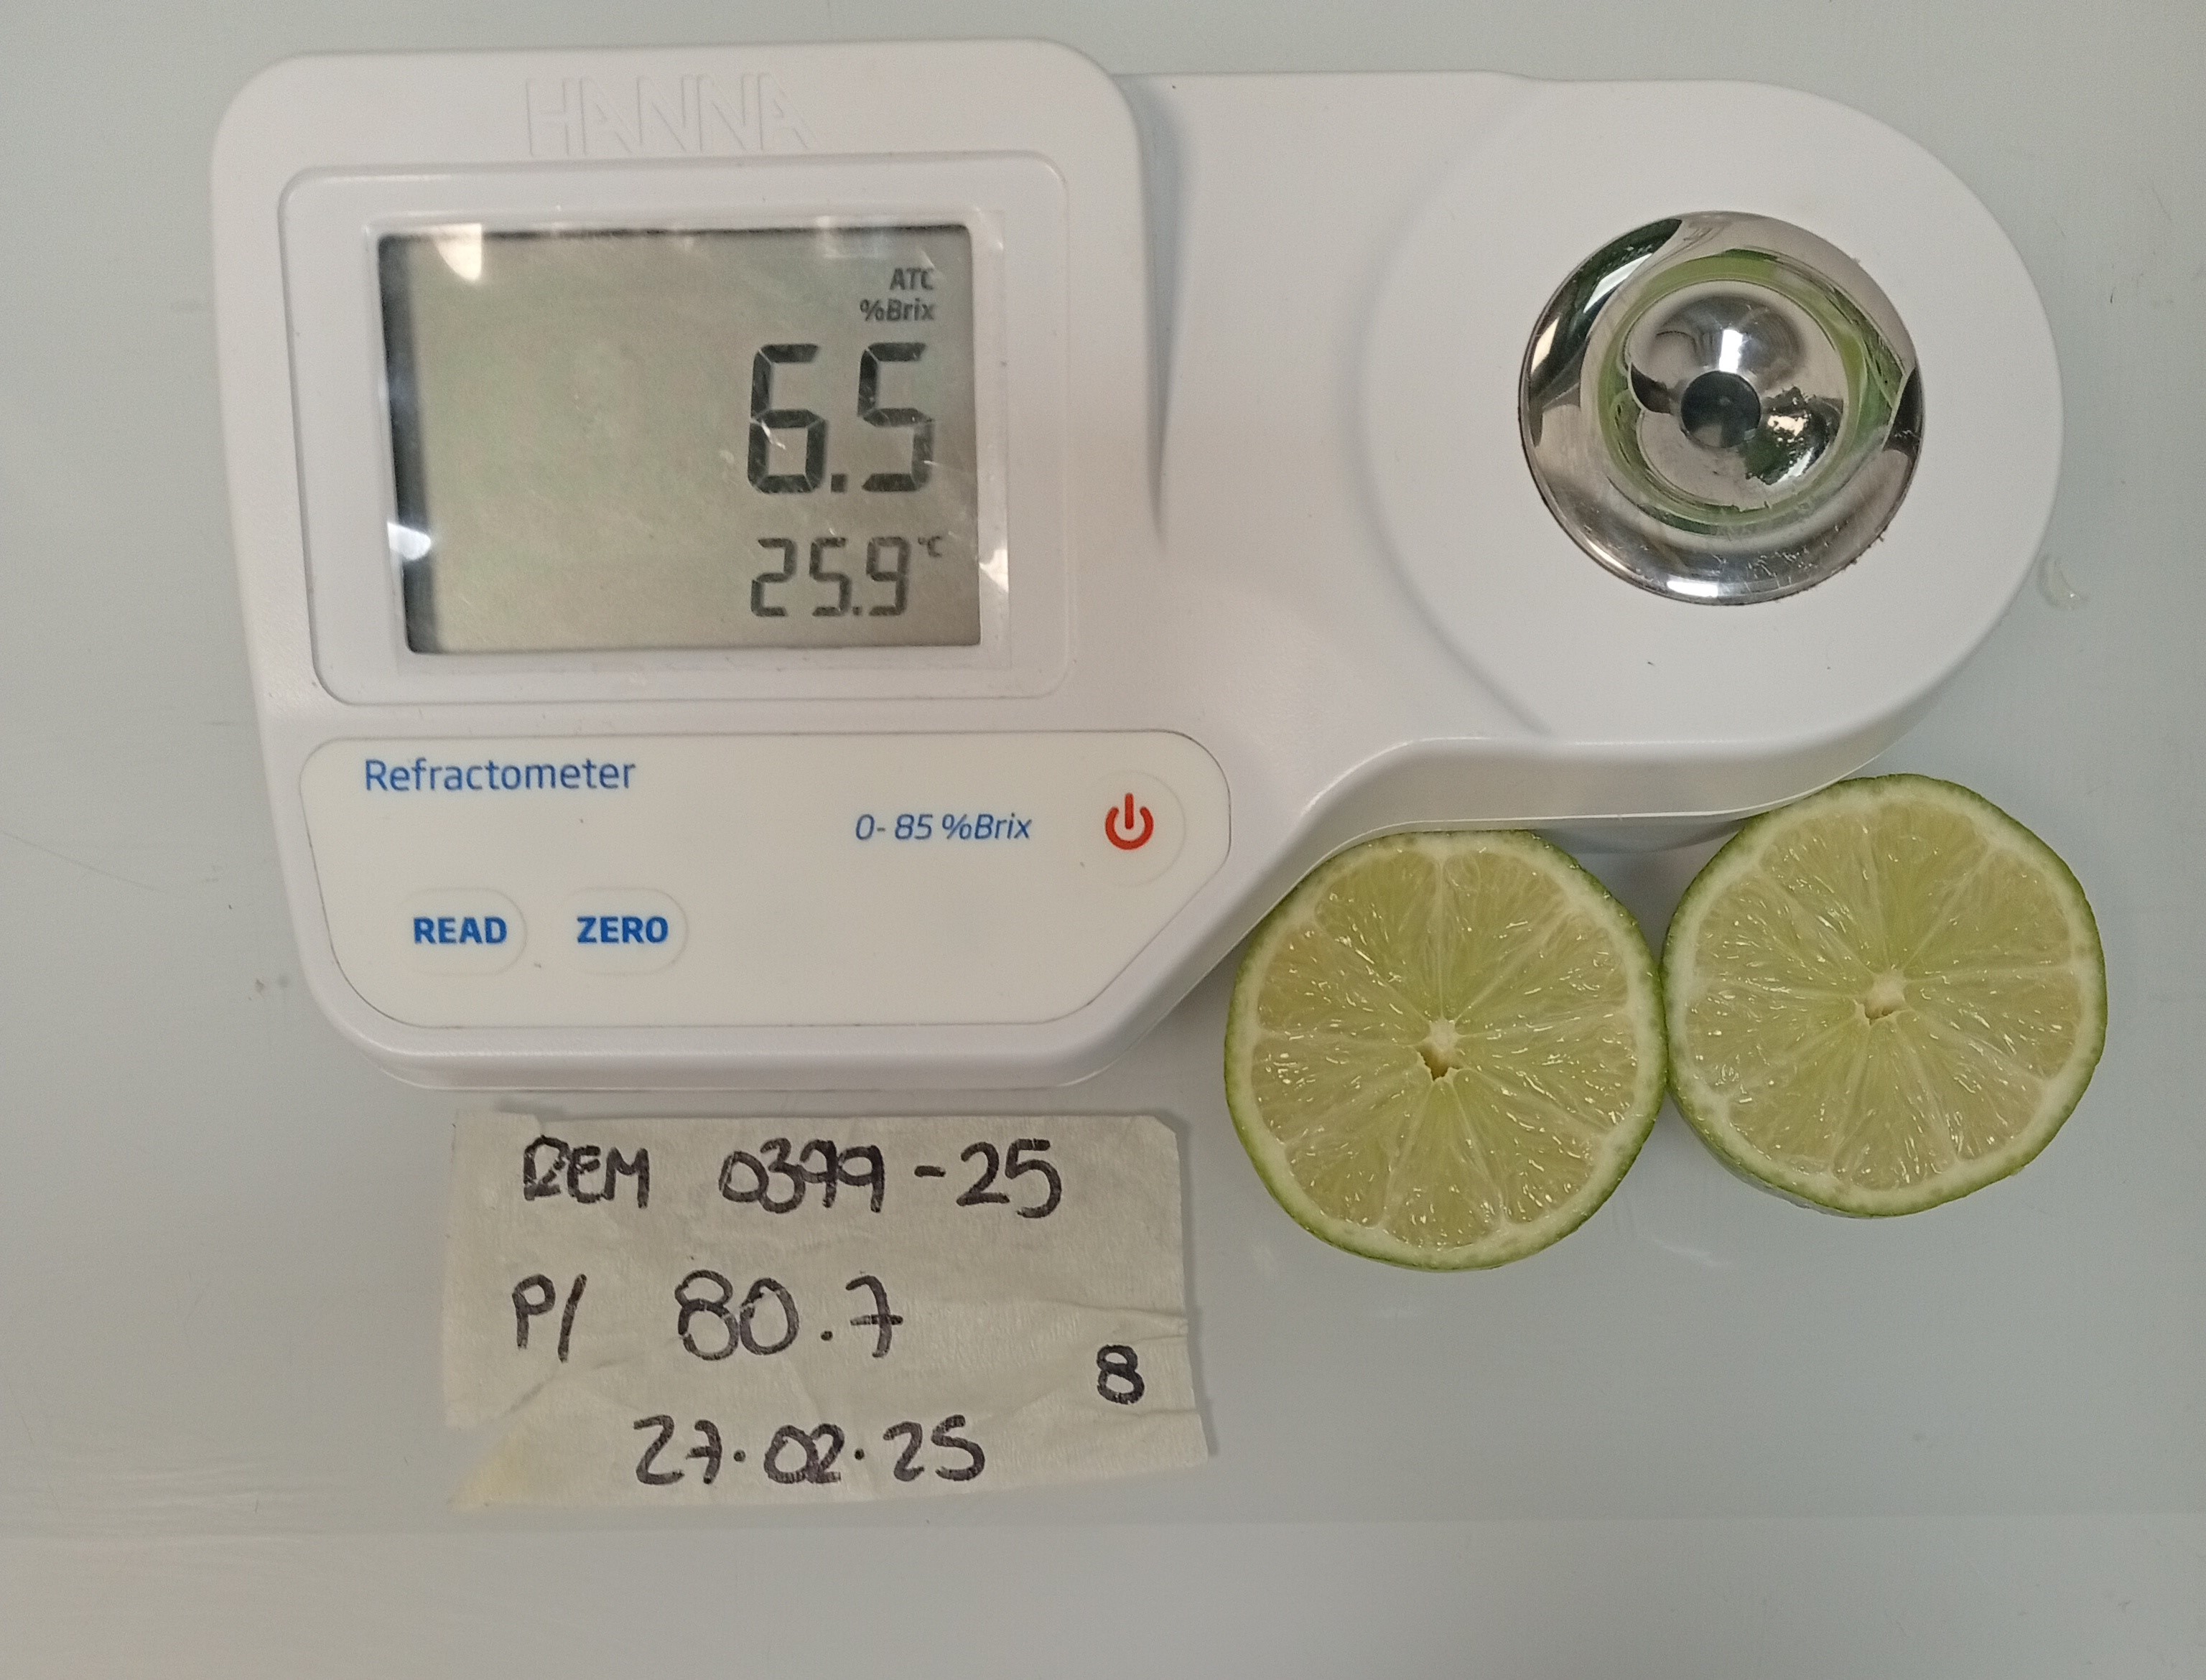 HANNA
ATC
%Brix
6.5
25.9°C
Refractometer
0-85 %Brix
READ ZERO
REM 0399-25
P/ 80.7
8
27.02.25